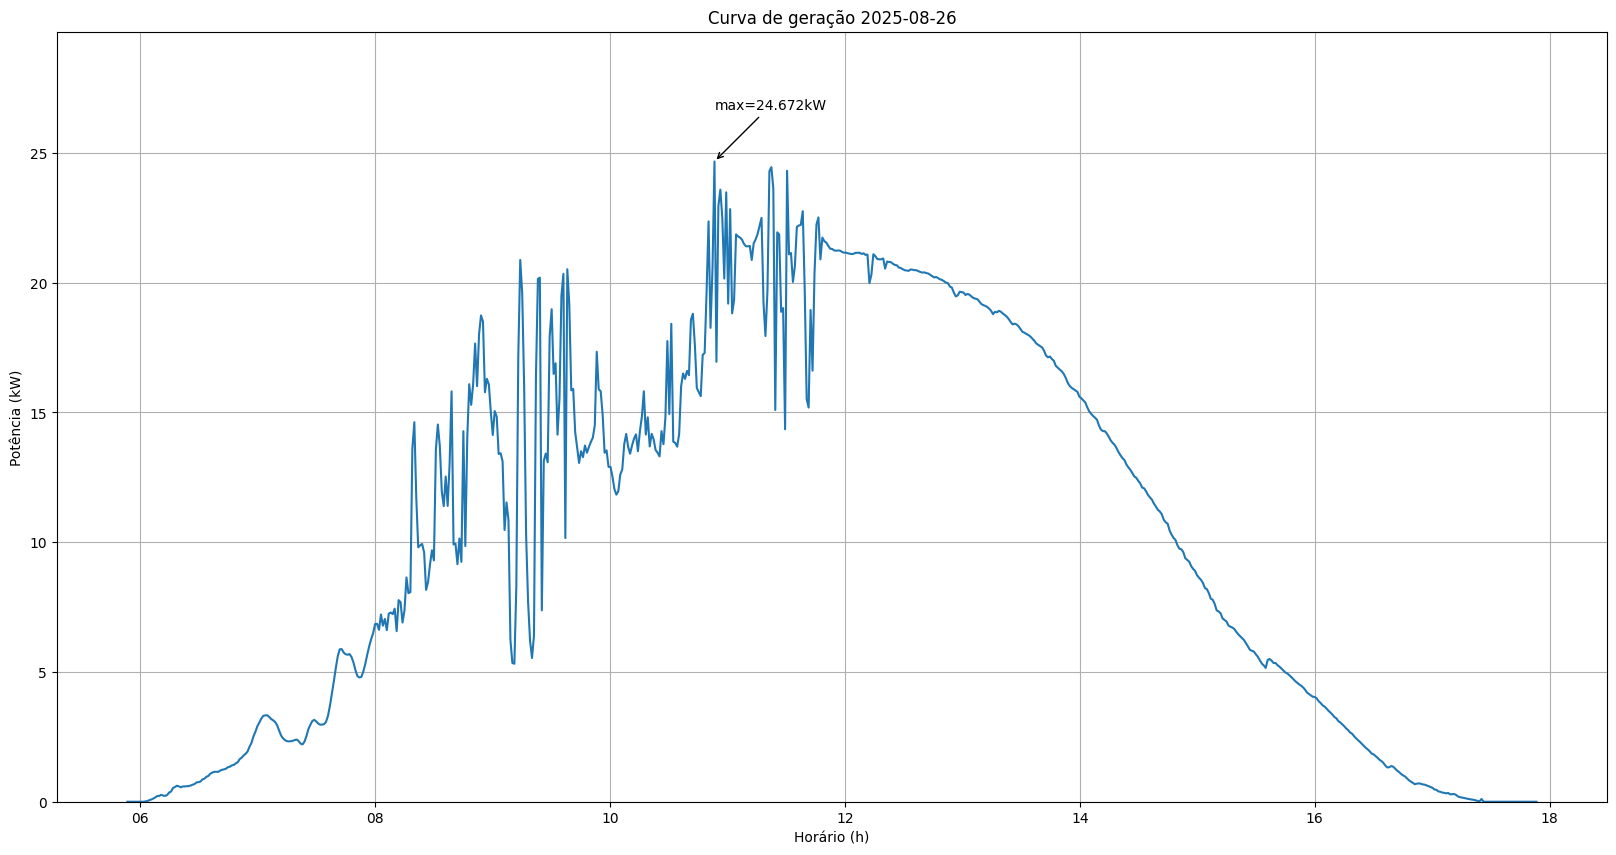 Curva de geração 2025-08-26
max=24.672kW
Potência (kW)
25
20
15
10
5
0
06 08 10 12 14 16 18
Horário (h)